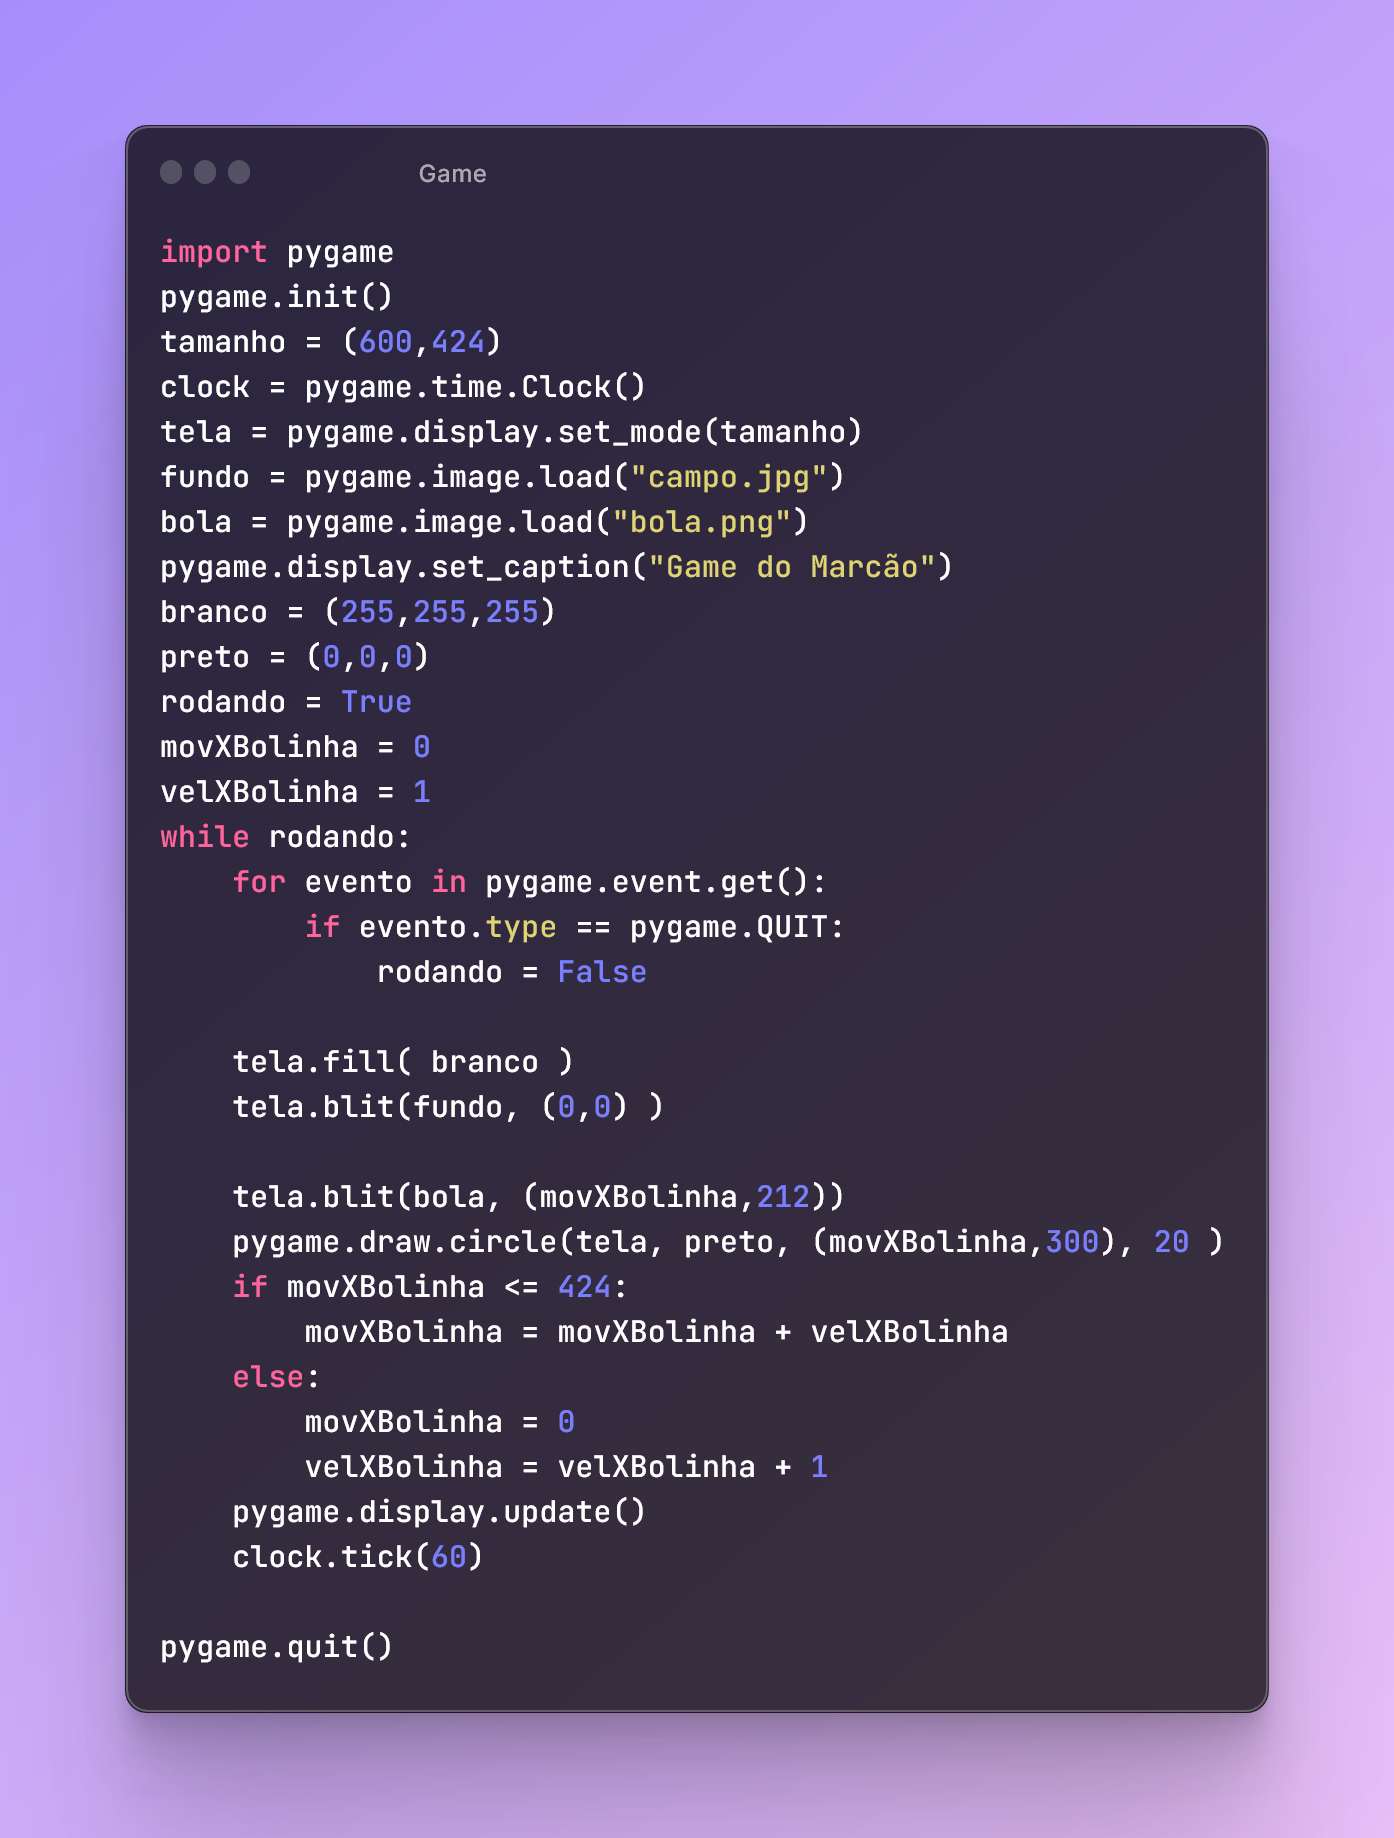 Game
import pygame
pygame.init()
tamanho = (600,424)
clock = pygame.time.Clock()
tela = pygame.display.set_mode(tamanho)
fundo = pygame.image.load("campo.jpg")
bola = pygame.image.load("bola.png")
pygame.display.set_caption("Game do Marcão")
branco = (255,255,255)
preto = (0,0,0)
rodando = True
movXBolinha = 0
velXBolinha = 1
while rodando:
    for evento in pygame.event.get():
        if evento.type == pygame.QUIT:
            rodando = False

    tela.fill( branco )
    tela.blit(fundo, (0,0) )

    tela.blit(bola, (movXBolinha,212))
    pygame.draw.circle(tela, preto, (movXBolinha,300), 20 )
    if movXBolinha <= 424:
        movXBolinha = movXBolinha + velXBolinha
    else:
        movXBolinha = 0
        velXBolinha = velXBolinha + 1
    pygame.display.update()
    clock.tick(60)

pygame.quit()